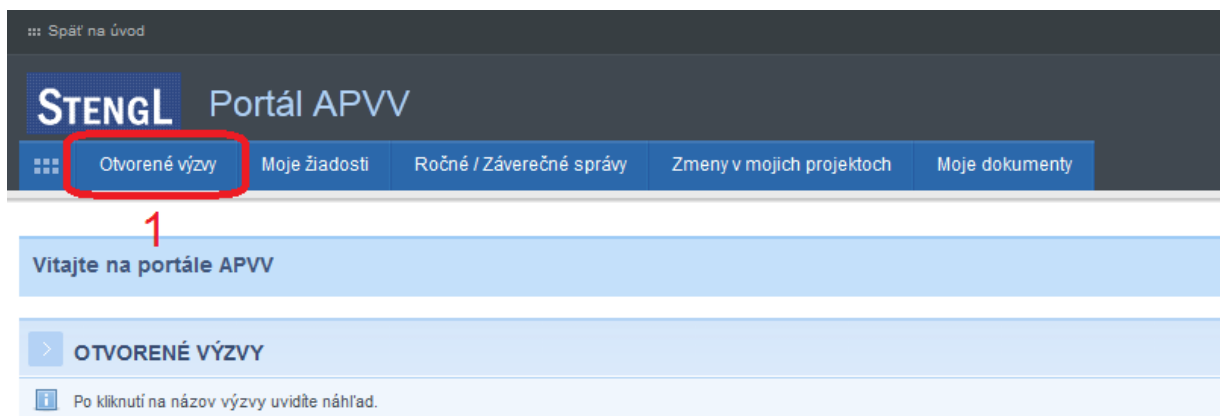 Späť na úvod
STENGL Portál APVV
Otvorené výzvy Moje žiadosti Ročné / Záverečné správy Zmeny v mojich projektoch Moje dokumenty
1
Vitajte na portále APVV
OTVORENÉ VÝZVY
Po kliknutí na názov výzvy uvidíte náhľad.